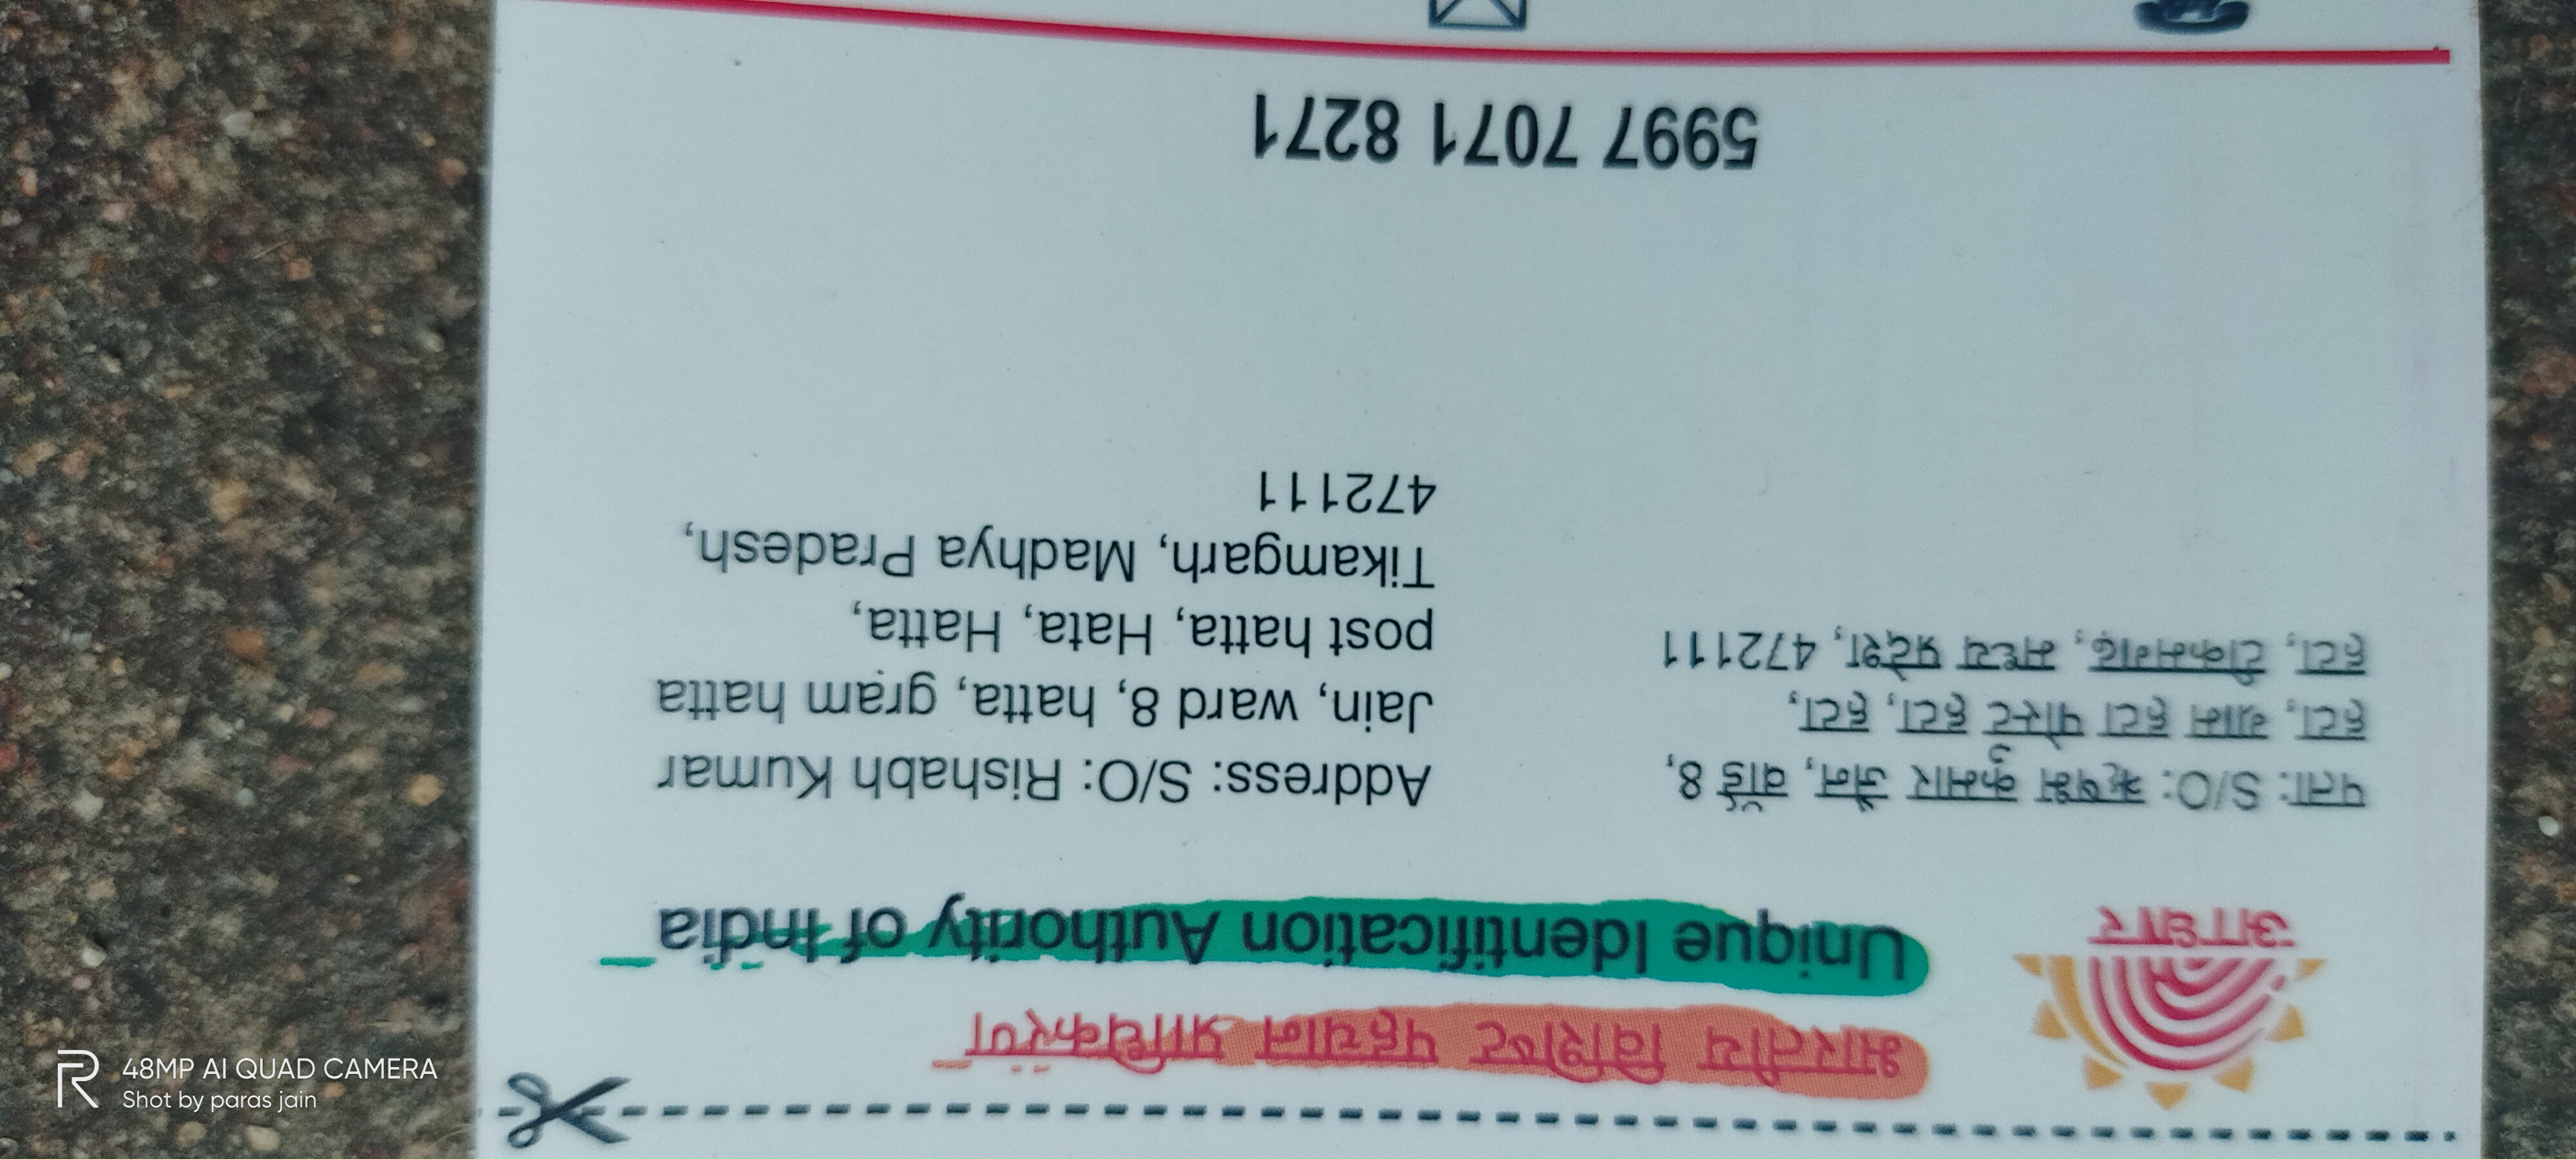 भारतीय विशिष्ट पहचान प्राधिकरण
Unique Identification Authority of India
आधार
पता: S/O: ऋषभ कुमार जैन, वार्ड 8,
हटा, ग्राम हटा पोस्ट हटा, हटा,
हटा, टीकमगढ़, मध्य प्रदेश, 472111
Address: S/O: Rishabh Kumar
Jain, ward 8, hatta, gram hatta
post hatta, Hata, Hatta,
Tikamgarh, Madhya Pradesh,
472111
5997 7071 8271
48MP AI QUAD CAMERA
Shot by paras jain